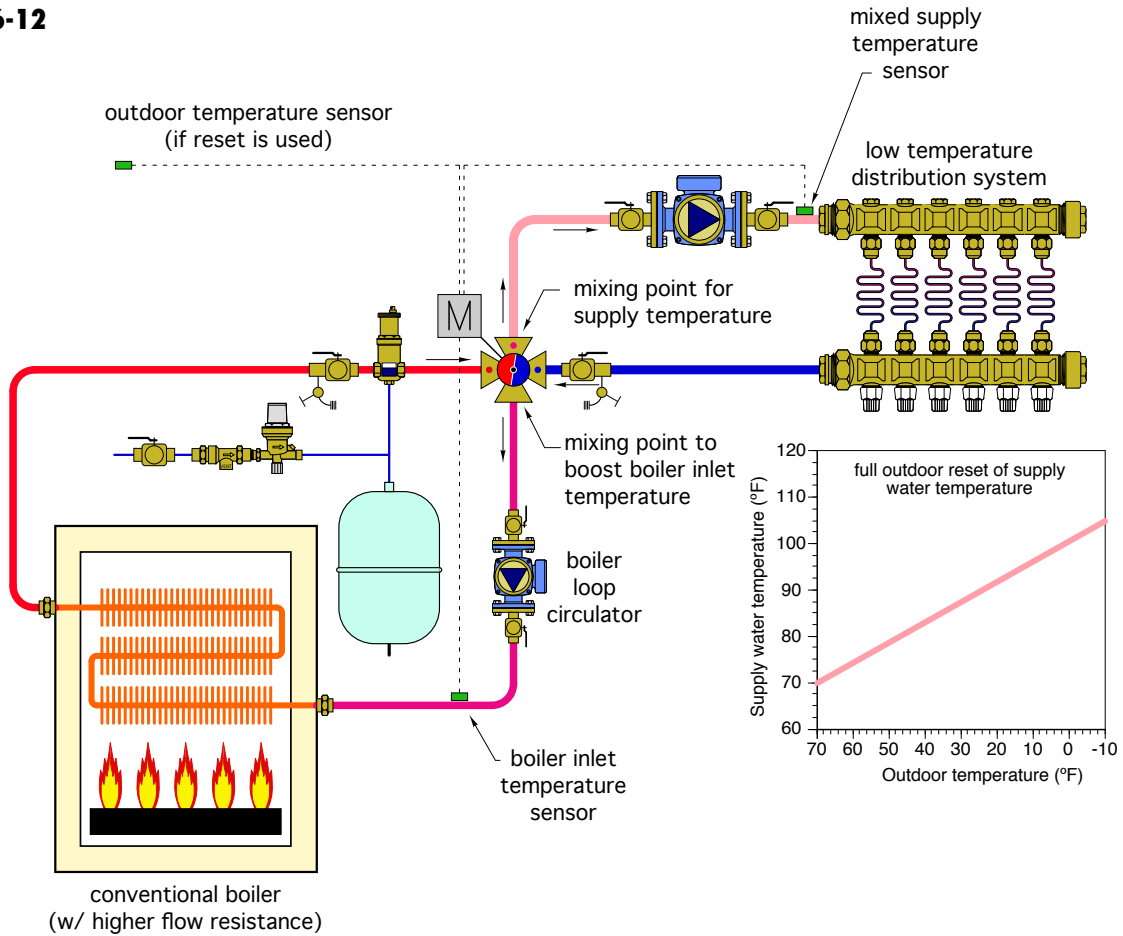 6-12
mixed supply
temperature
sensor
outdoor temperature sensor
(if reset is used)
low temperature
distribution system
M
mixing point for
supply temperature
mixing point to
boost boiler inlet
temperature
boiler
loop
circulator
boiler inlet
temperature
sensor
conventional boiler
(w/ higher flow resistance)
full outdoor reset of supply
water temperature
Supply water temperature (ºF)
120
110
100
90
80
70
60
70 60 50 40 30 20 10 0 -10
Outdoor temperature (ºF)